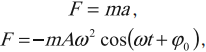 F = ma,
F = −mAω² cos(ωt + φ₀),